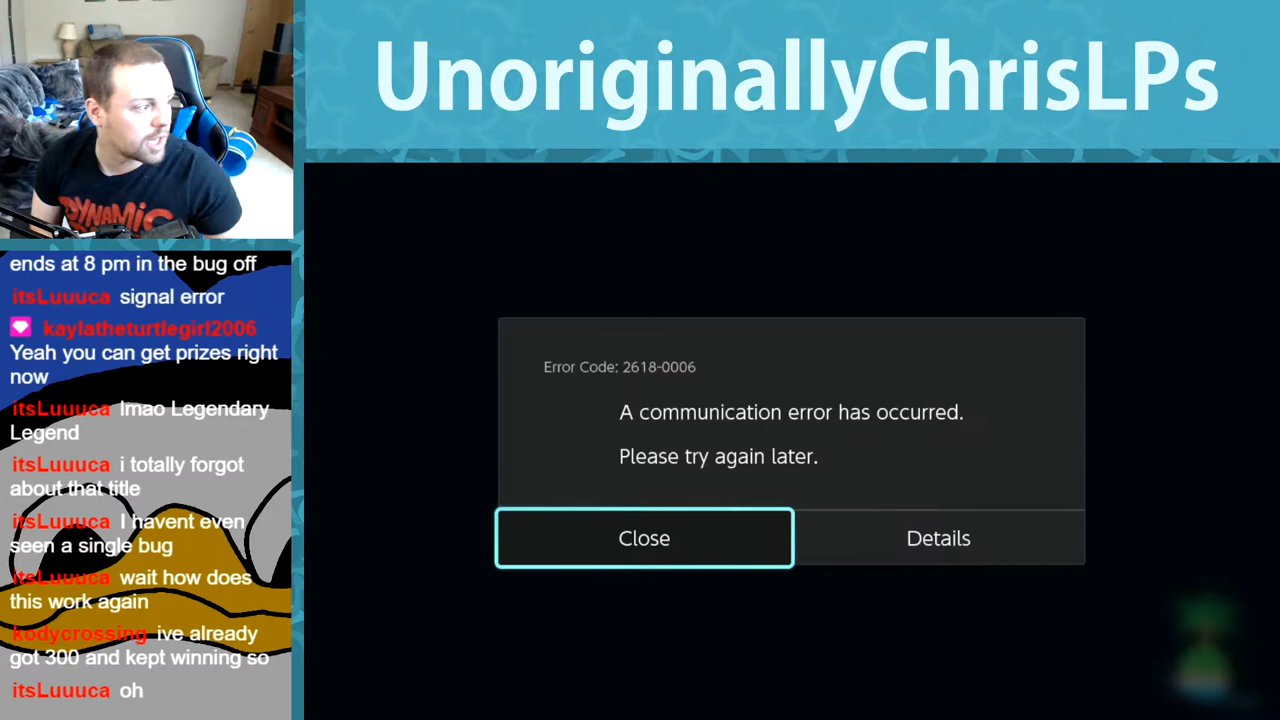 UnoriginallyChrisLPs
DYNAMIC
ends at 8 pm in the bug off
itsLuuuca signal error
kaylatheturtlegirl2006
Yeah you can get prizes right
now
itsLuuuca lmao Legendary
Legend
itsLuuuca i totally forgot
about that title
itsLuuuca I havent even
seen a single bug
itsLuuuca wait how does
this work again
kodycrossing ive already
got 300 and kept winning so
itsLuuuca oh
Error Code: 2618-0006
A communication error has occurred.
Please try again later.
Close
Details